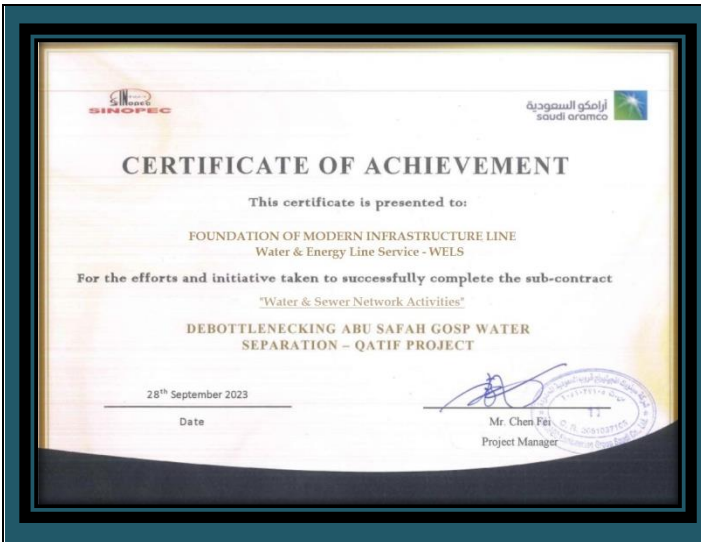 SINOPEC
SINOPEC
أرامكو السعودية
saudi aramco
CERTIFICATE OF ACHIEVEMENT
This certificate is presented to:
FOUNDATION OF MODERN INFRASTRUCTURE LINE
Water & Energy Line Service - WELS
For the efforts and initiative taken to successfully complete the sub-contract
"Water & Sewer Network Activities"
DEBOTTLENECKING ABU SAFAH GOSP WATER
SEPARATION – QATIF PROJECT
28th September 2023
Date
Mr. Chen Fei
Project Manager